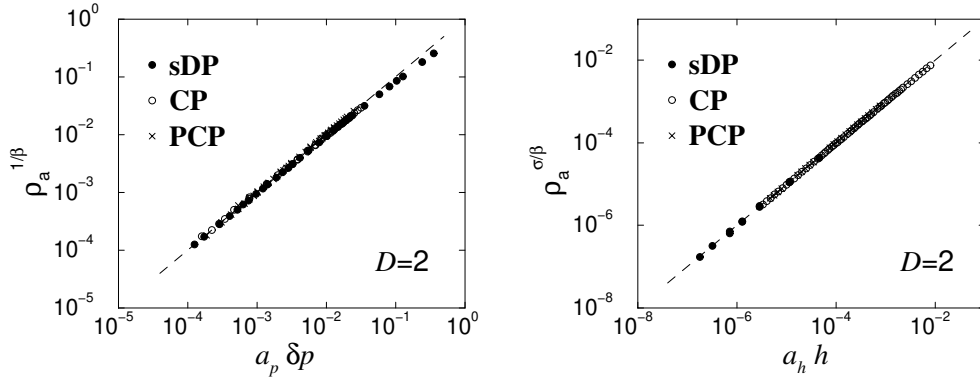 10^0
10^-1
10^-2
10^-3
10^-4
10^-5
ρ_a^{1/β}
sDP
CP
PCP
D=2
10^-5 10^-4 10^-3 10^-2 10^-1 10^0
a_p δp
10^-2
10^-4
10^-6
10^-8
ρ_a^{σ/β}
sDP
CP
PCP
D=2
10^-8 10^-6 10^-4 10^-2
a_h h